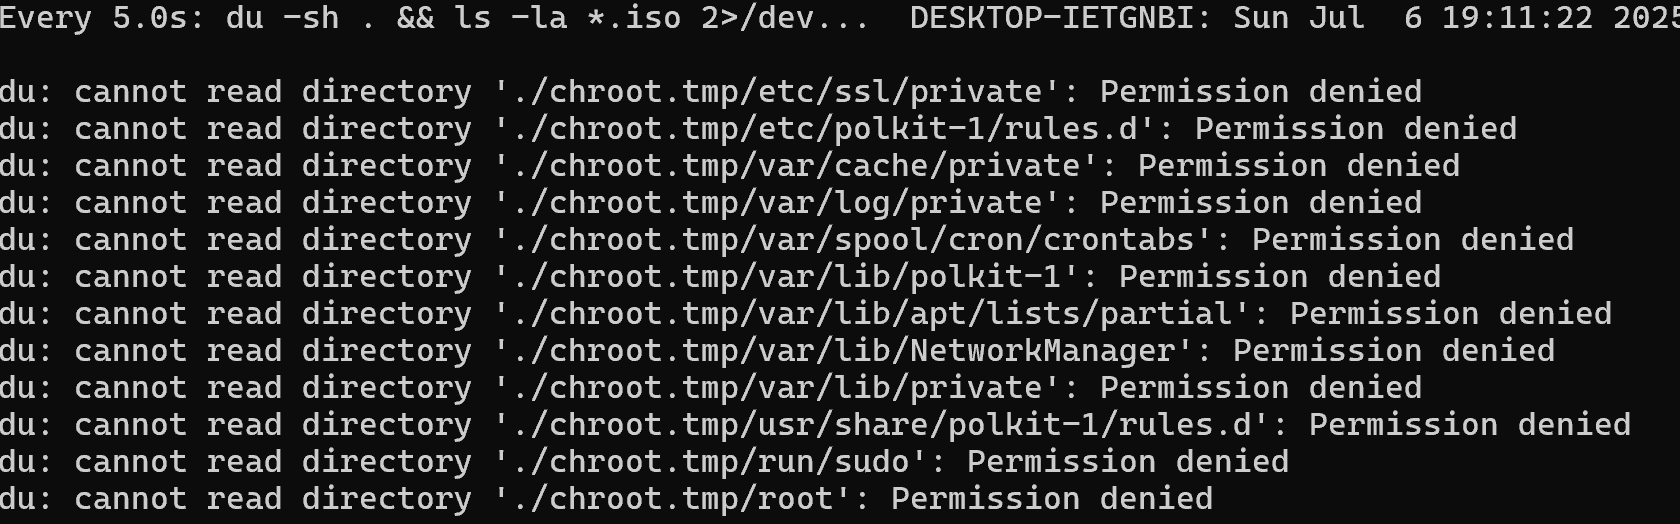 Every 5.0s: du -sh . && ls -la *.iso 2>/dev...  DESKTOP-IETGNBI: Sun Jul  6 19:11:22 2025
du: cannot read directory './chroot.tmp/etc/ssl/private': Permission denied
du: cannot read directory './chroot.tmp/etc/polkit-1/rules.d': Permission denied
du: cannot read directory './chroot.tmp/var/cache/private': Permission denied
du: cannot read directory './chroot.tmp/var/log/private': Permission denied
du: cannot read directory './chroot.tmp/var/spool/cron/crontabs': Permission denied
du: cannot read directory './chroot.tmp/var/lib/polkit-1': Permission denied
du: cannot read directory './chroot.tmp/var/lib/apt/lists/partial': Permission denied
du: cannot read directory './chroot.tmp/var/lib/NetworkManager': Permission denied
du: cannot read directory './chroot.tmp/var/lib/private': Permission denied
du: cannot read directory './chroot.tmp/usr/share/polkit-1/rules.d': Permission denied
du: cannot read directory './chroot.tmp/run/sudo': Permission denied
du: cannot read directory './chroot.tmp/root': Permission denied